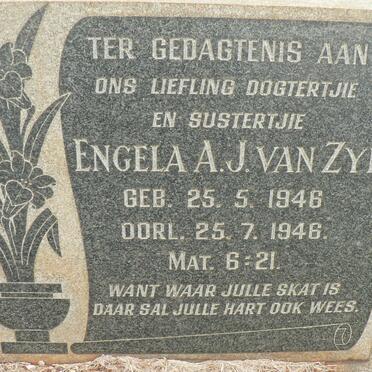 TER GEDAGTENIS AAN
ONS LIEFLING DOGTERTJIE
EN SUSTERTJIE
ENGELA A.J. VAN ZYL
GEB. 25. 5. 1946
OORL. 25. 7. 1946.
MAT. 6:21.
WANT WAAR JULLE SKAT IS
DAAR SAL JULLE HART OOK WEES.